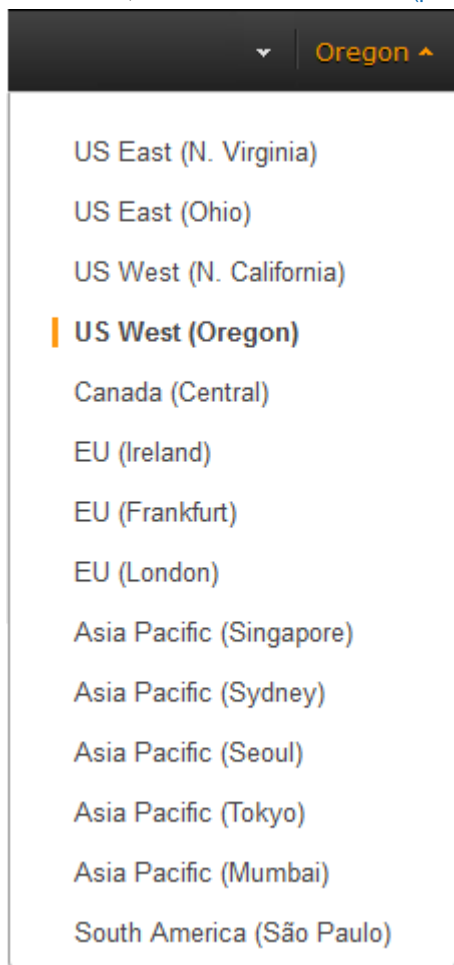 Oregon
US East (N. Virginia)
US East (Ohio)
US West (N. California)
US West (Oregon)
Canada (Central)
EU (Ireland)
EU (Frankfurt)
EU (London)
Asia Pacific (Singapore)
Asia Pacific (Sydney)
Asia Pacific (Seoul)
Asia Pacific (Tokyo)
Asia Pacific (Mumbai)
South America (São Paulo)